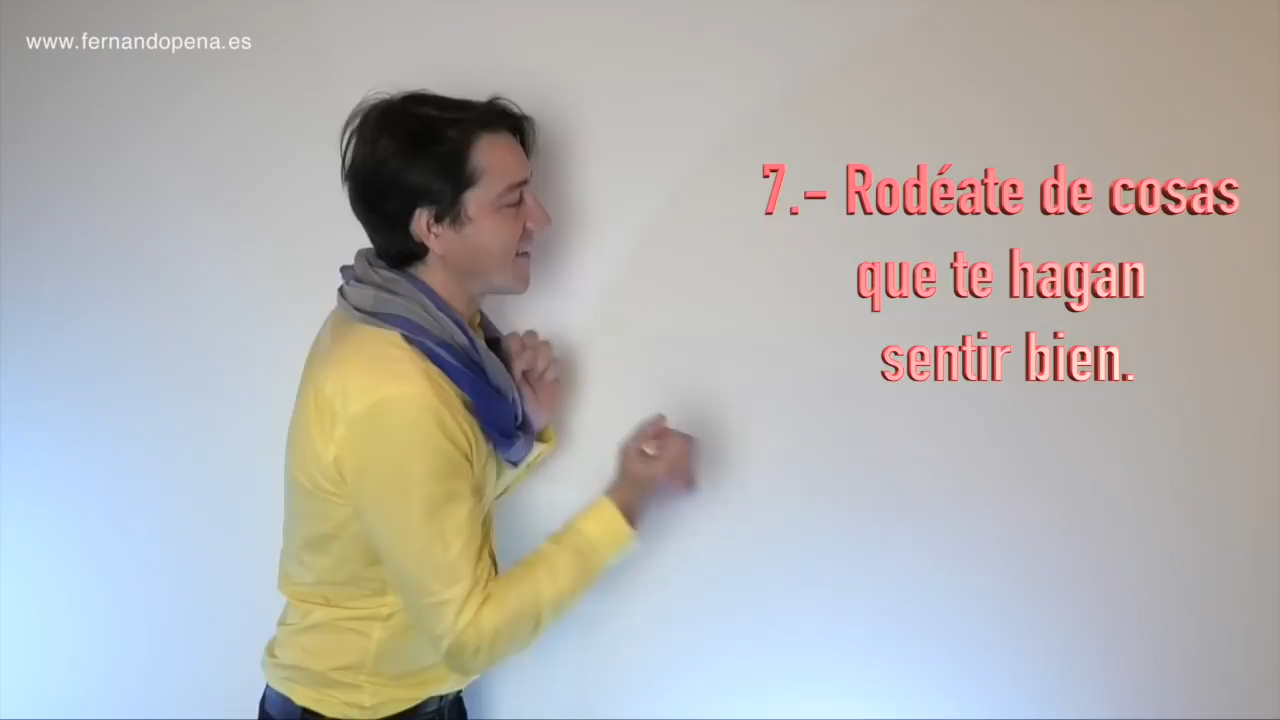 www.fernandopena.es
7.- Rodéate de cosas
que te hagan
sentir bien.